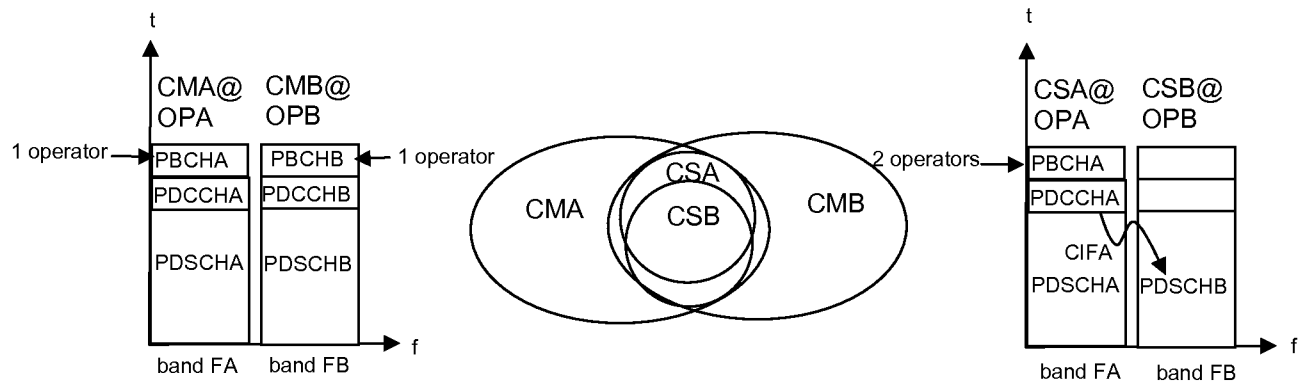 t
CMA@
OPA
CMB@
OPB
1 operator
PBCHA
PBCHB
1 operator
PDCCHA
PDCCHB
PDSCHA
PDSCHB
f
band FA
band FB
CMA
CSA
CSB
CMB
t
CSA@
OPA
CSB@
OPB
2 operators
PBCHA
PDCCHA
CIFA
PDSCHA
PDSCHB
f
band FA
band FB